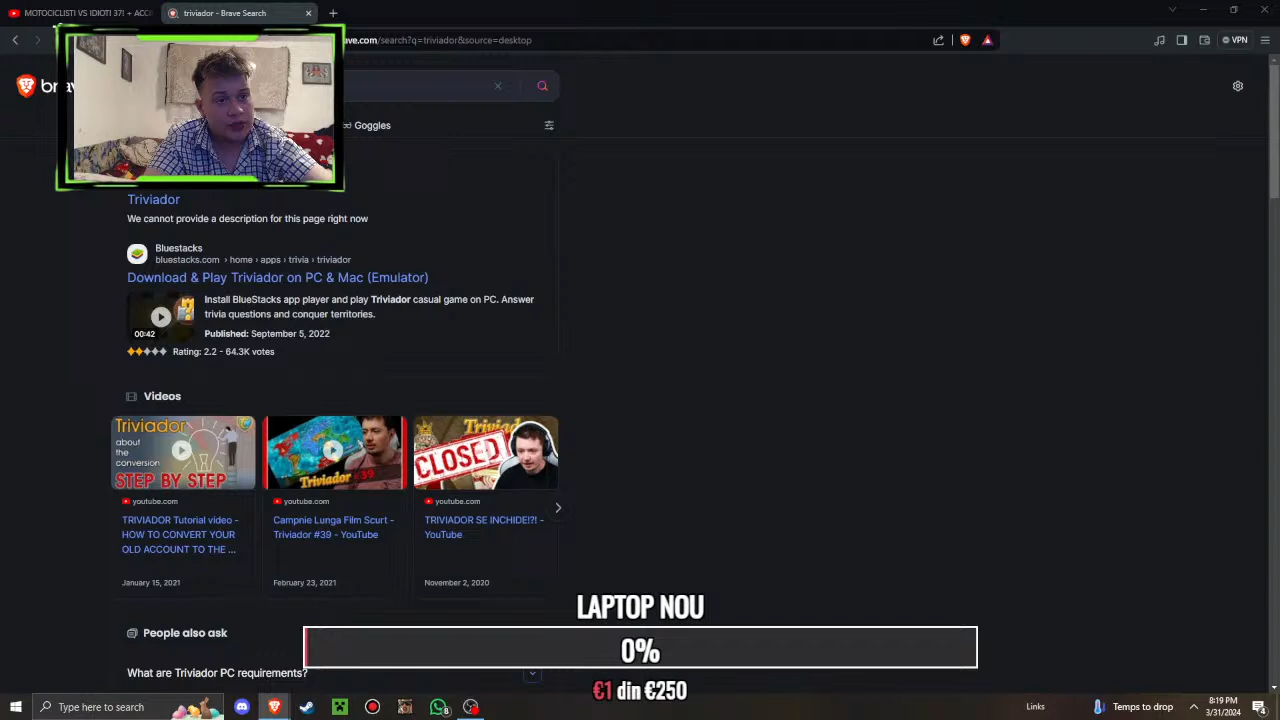 MOTOCICLISTI VS IDIOTI 37! + ACCI
triviador - Brave Search
ve.com/search?q=triviador&source=desktop
VPN
Goggles
Triviador
We cannot provide a description for this page right now
Bluestacks
bluestacks.com › home › apps › trivia › triviador
Download & Play Triviador on PC & Mac (Emulator)
Install BlueStacks app player and play Triviador casual game on PC. Answer
trivia questions and conquer territories.
00:42
Published: September 5, 2022
Rating: 2.2 - 64.3K votes
Videos
Triviador
about the conversion
STEP BY STEP
Triviador #39
Triviador
CLOSED
youtube.com
youtube.com
youtube.com
TRIVIADOR Tutorial video -
HOW TO CONVERT YOUR
OLD ACCOUNT TO THE ...
Campnie Lunga Film Scurt -
Triviador #39 - YouTube
TRIVIADOR SE INCHIDE!?! -
YouTube
January 15, 2021
February 23, 2021
November 2, 2020
LAPTOP NOU
0%
€1 din €250
People also ask
What are Triviador PC requirements?
Type here to search
8
Links
Temps to drop
8:19 PM
3/31/2024
4